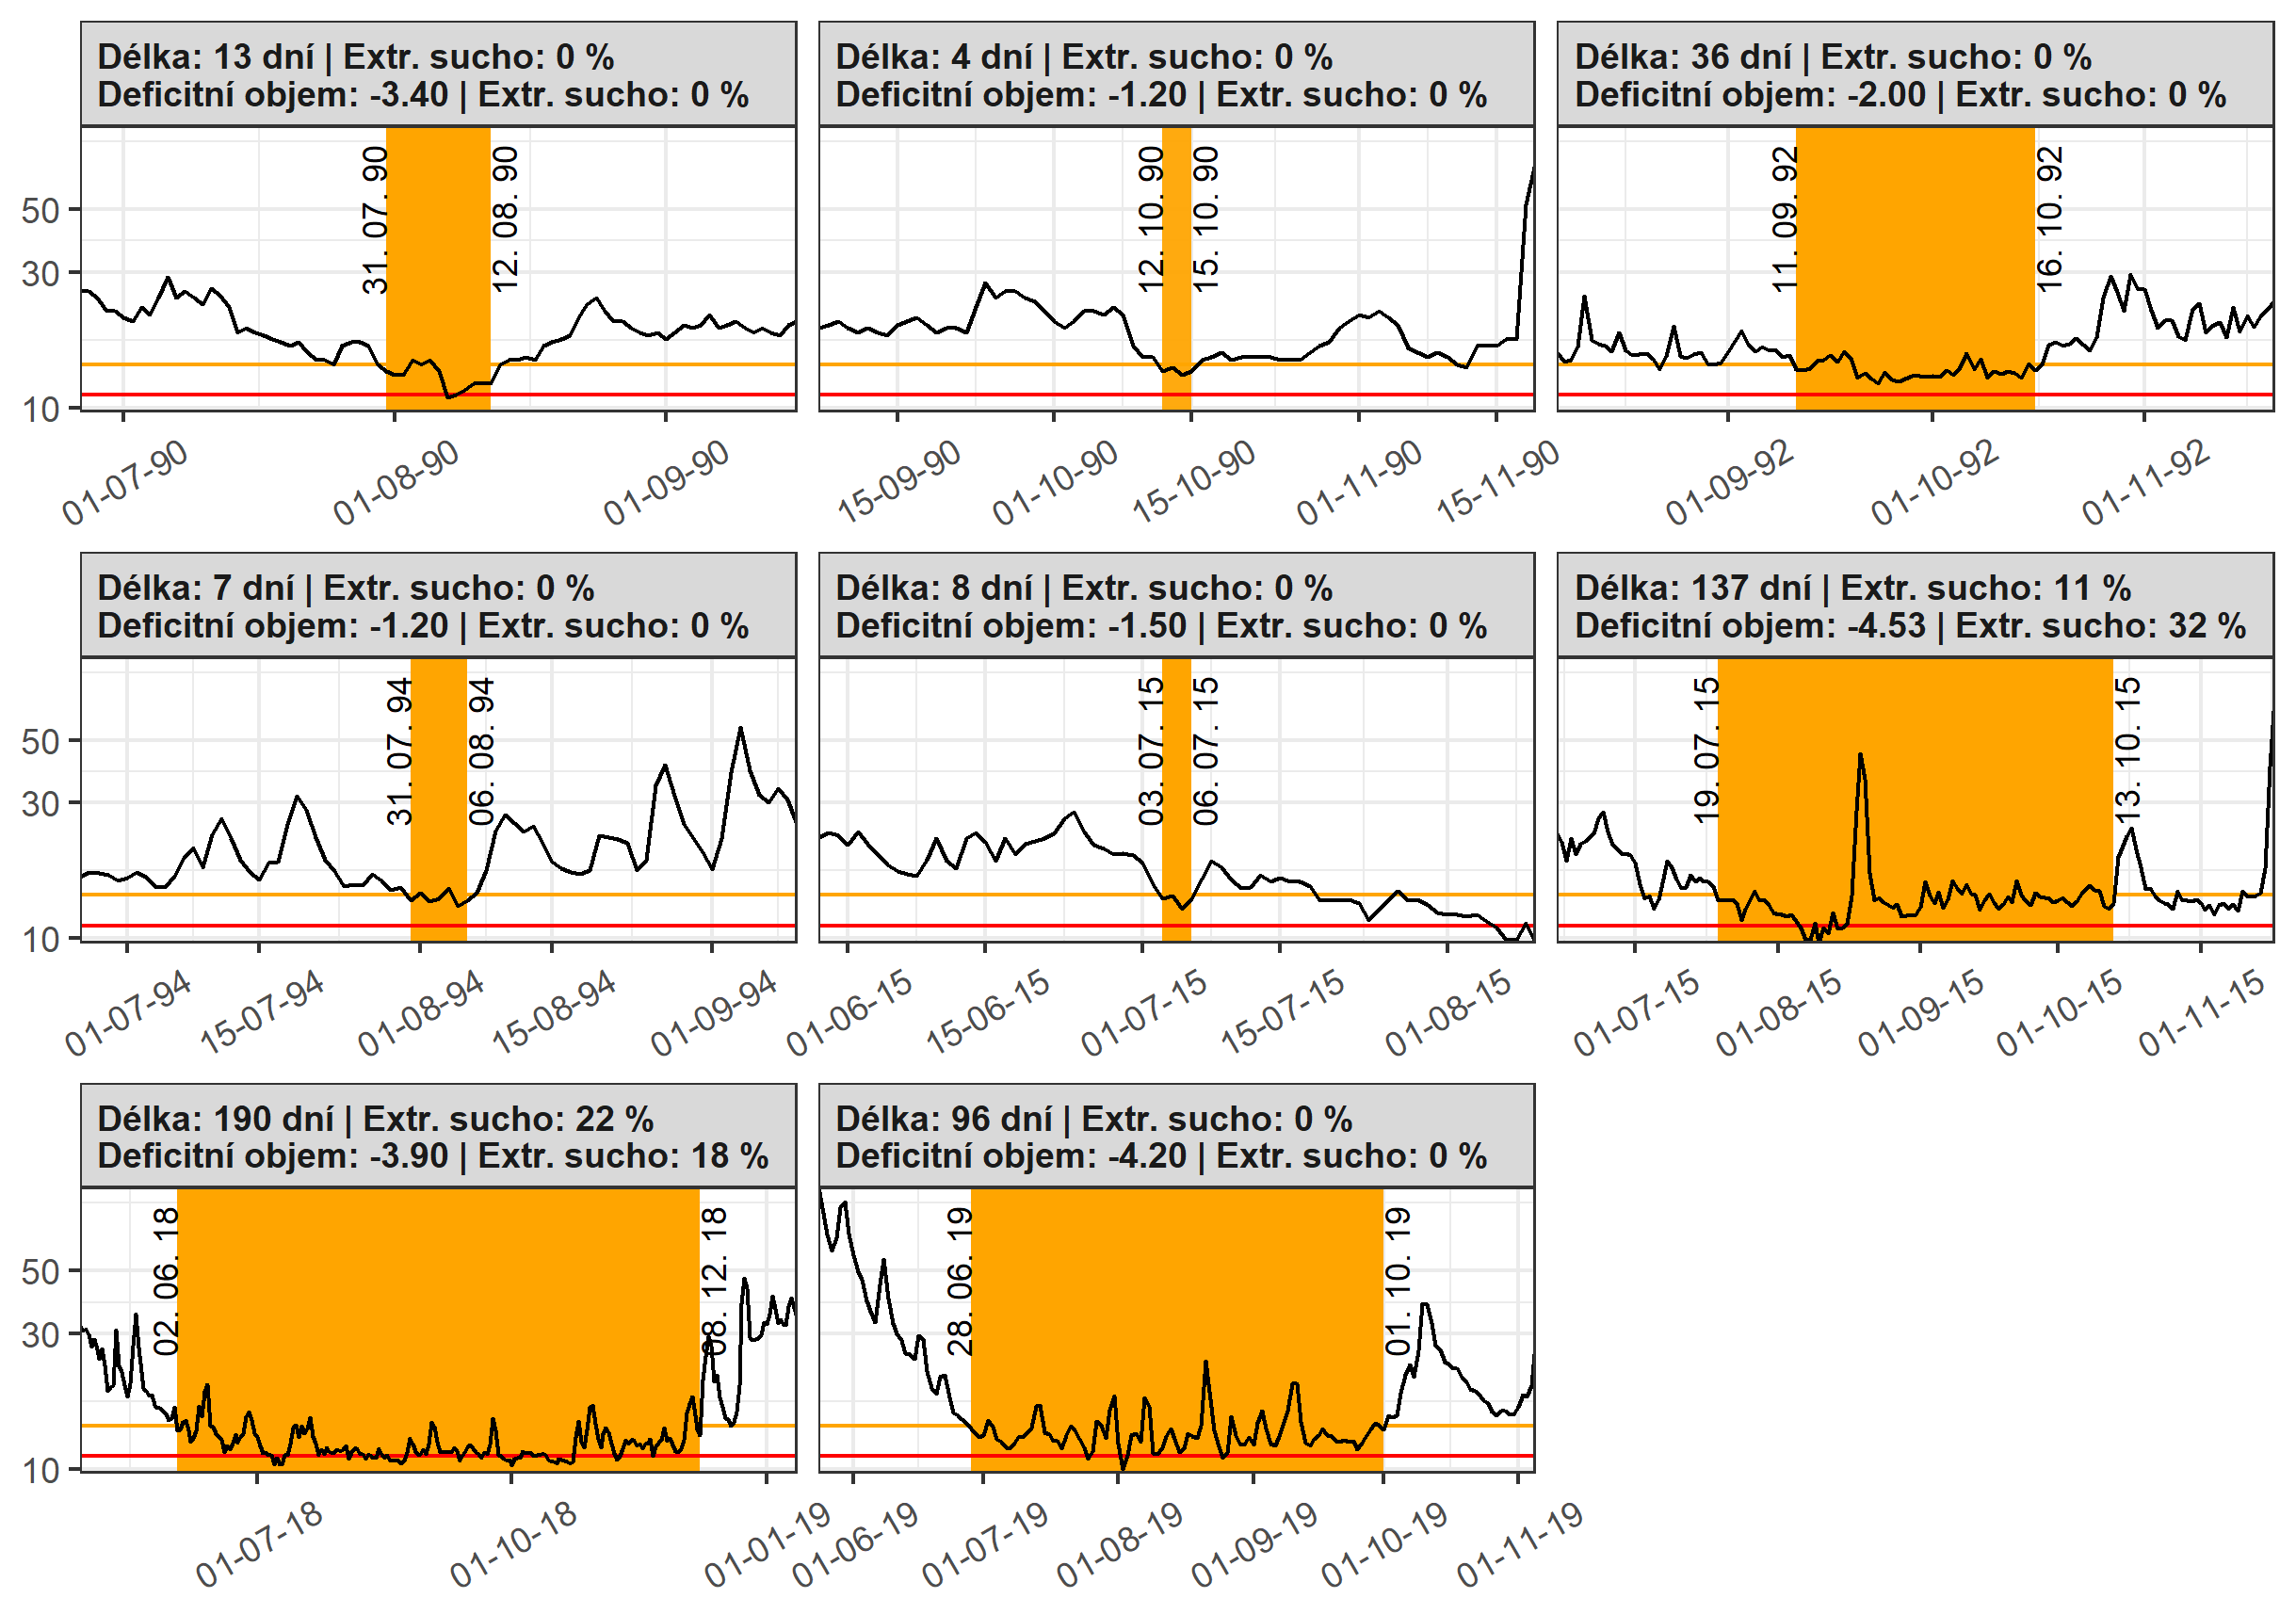 Délka: 13 dní | Extr. sucho: 0 %
Deficitní objem: -3.40 | Extr. sucho: 0 %
Délka: 4 dní | Extr. sucho: 0 %
Deficitní objem: -1.20 | Extr. sucho: 0 %
Délka: 36 dní | Extr. sucho: 0 %
Deficitní objem: -2.00 | Extr. sucho: 0 %
50
30
10
31. 07. 90
12. 08. 90
12. 10. 90
15. 10. 90
11. 09. 92
16. 10. 92
01-07-90
01-08-90
01-09-90
15-09-90
01-10-90
15-10-90
01-11-90
15-11-90
01-09-92
01-10-92
01-11-92
Délka: 7 dní | Extr. sucho: 0 %
Deficitní objem: -1.20 | Extr. sucho: 0 %
Délka: 8 dní | Extr. sucho: 0 %
Deficitní objem: -1.50 | Extr. sucho: 0 %
Délka: 137 dní | Extr. sucho: 11 %
Deficitní objem: -4.53 | Extr. sucho: 32 %
50
30
10
31. 07. 94
06. 08. 94
03. 07. 15
06. 07. 15
19. 07. 15
13. 10. 15
01-07-94
15-07-94
01-08-94
15-08-94
01-09-94
01-06-15
15-06-15
01-07-15
15-07-15
01-08-15
01-07-15
01-08-15
01-09-15
01-10-15
01-11-15
Délka: 190 dní | Extr. sucho: 22 %
Deficitní objem: -3.90 | Extr. sucho: 18 %
Délka: 96 dní | Extr. sucho: 0 %
Deficitní objem: -4.20 | Extr. sucho: 0 %
50
30
10
02. 06. 18
08. 12. 18
28. 06. 19
01. 10. 19
01-07-18
01-10-18
01-01-19
01-06-19
01-07-19
01-08-19
01-09-19
01-10-19
01-11-19